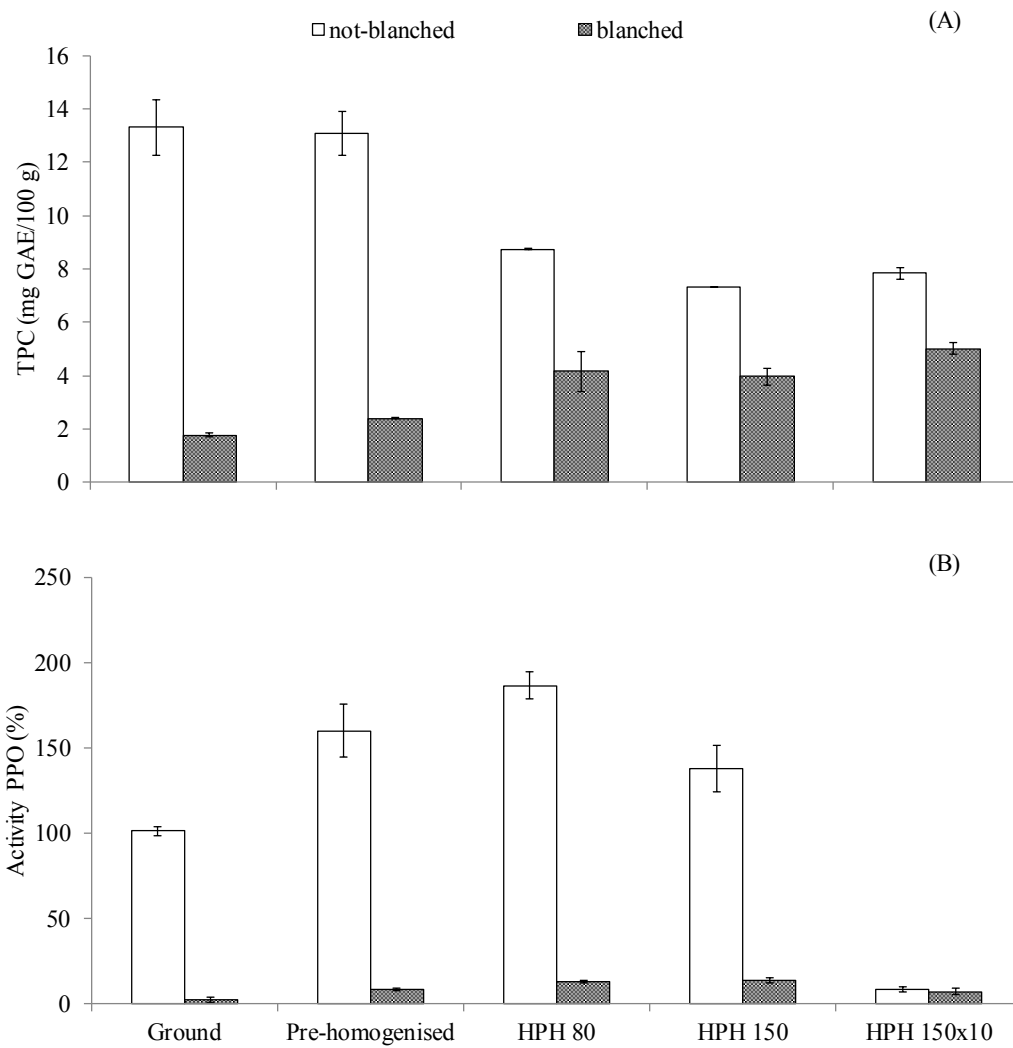 not-blanched
blanched
(A)
TPC (mg GAE/100 g)
16
14
12
10
8
6
4
2
0
(B)
Activity PPO (%)
250
200
150
100
50
0
Ground
Pre-homogenised
HPH 80
HPH 150
HPH 150x10